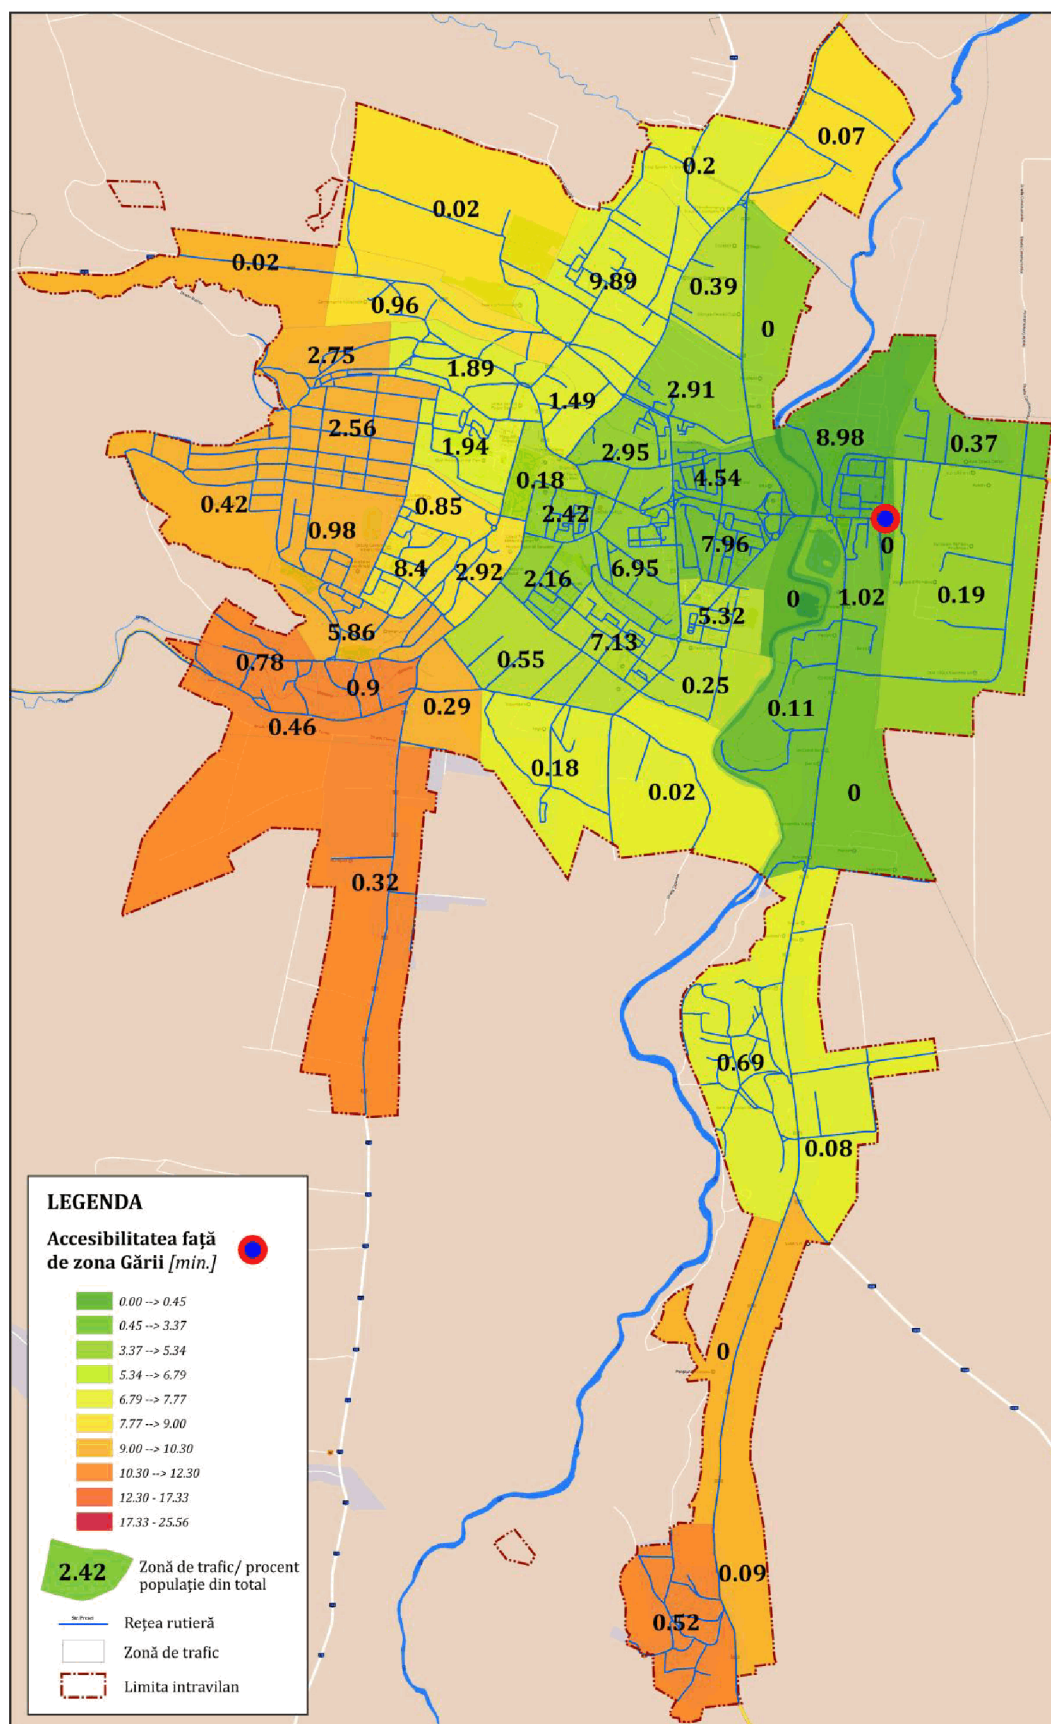 0.07
0.2
0.02
0.02
9.89
0.39
0.96
0
2.75
1.89
2.91
1.49
2.56
8.98
0.37
1.94
2.95
4.54
0.18
0.42
0.85
2.42
0.98
7.96
0
8.4
2.92
2.16
6.95
0
1.02
0.19
5.32
5.86
7.13
0.78
0.55
0.9
0.25
0.29
0.11
0.46
0.18
0.02
0
0.32
0.69
0.08
0
0.09
0.52
LEGENDA
Accesibilitatea față
de zona Gării [min.]
0.00 --> 0.45
0.45 --> 3.37
3.37 --> 5.34
5.34 --> 6.79
6.79 --> 7.77
7.77 --> 9.00
9.00 --> 10.30
10.30 --> 12.30
12.30 - 17.33
17.33 - 25.56
2.42
Zonă de trafic/ procent
populație din total
Rețea rutieră
Zonă de trafic
Limita intravilan